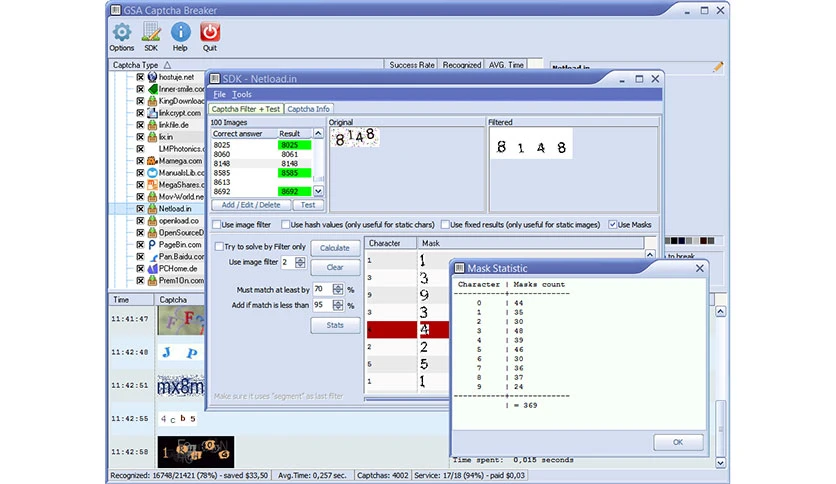 GSA Captcha Breaker
Options SDK Help Quit
Captcha Type △ Success Rate Recognized AVG. Time
Netload.in
hostuje.net
Inner-smile.cor
KingDownload
linkcrypt.com
linkfile.de
lix.in
LMPhotonics.c
Mamega.com
ManualsLib.cc
MegaShares.c
Mov-World.ne
Netload.in
openload.co
OpenSourceD
PageBin.com
Pan.Baidu.com
PCHome.de
Prem1On.com
to break
SDK - Netload.in
File Tools
Captcha Filter + Test Captcha Info
100 Images
Correct answer Result
8025 8025
8060 8061
8148 8148
8585 8585
8613
8692 8692
Add / Edit / Delete Test
Original
8148
Filtered
8 1 4 8
Use image filter Use hash values (only useful for static chars) Use fixed results (only useful for static images) Use Masks
Try to solve by Filter only Calculate
Use image filter 2 Clear
Must match at least by 70 %
Add if match is less than 95 %
Stats
Make sure it uses "segment" as last filter
Character Mask
1 1
3 3
9 9
3 3
4 4
2 2
5 5
1 1
Mask Statistic
Character | Masks count
0 | 44
1 | 35
2 | 30
3 | 48
4 | 39
5 | 46
6 | 30
7 | 36
8 | 37
9 | 24
| = 369
OK
Time spent: 0,015 seconds
Time Captcha
11:41:47
11:42:48 J P
11:42:51 mx8m
11:42:55 4 c b 5
11:42:58
Recognized: 16748/21421 (78%) - saved $33,50 Avg.Time: 0,257 sec. Captchas: 4002 Service: 17/18 (94%) - paid $0,03